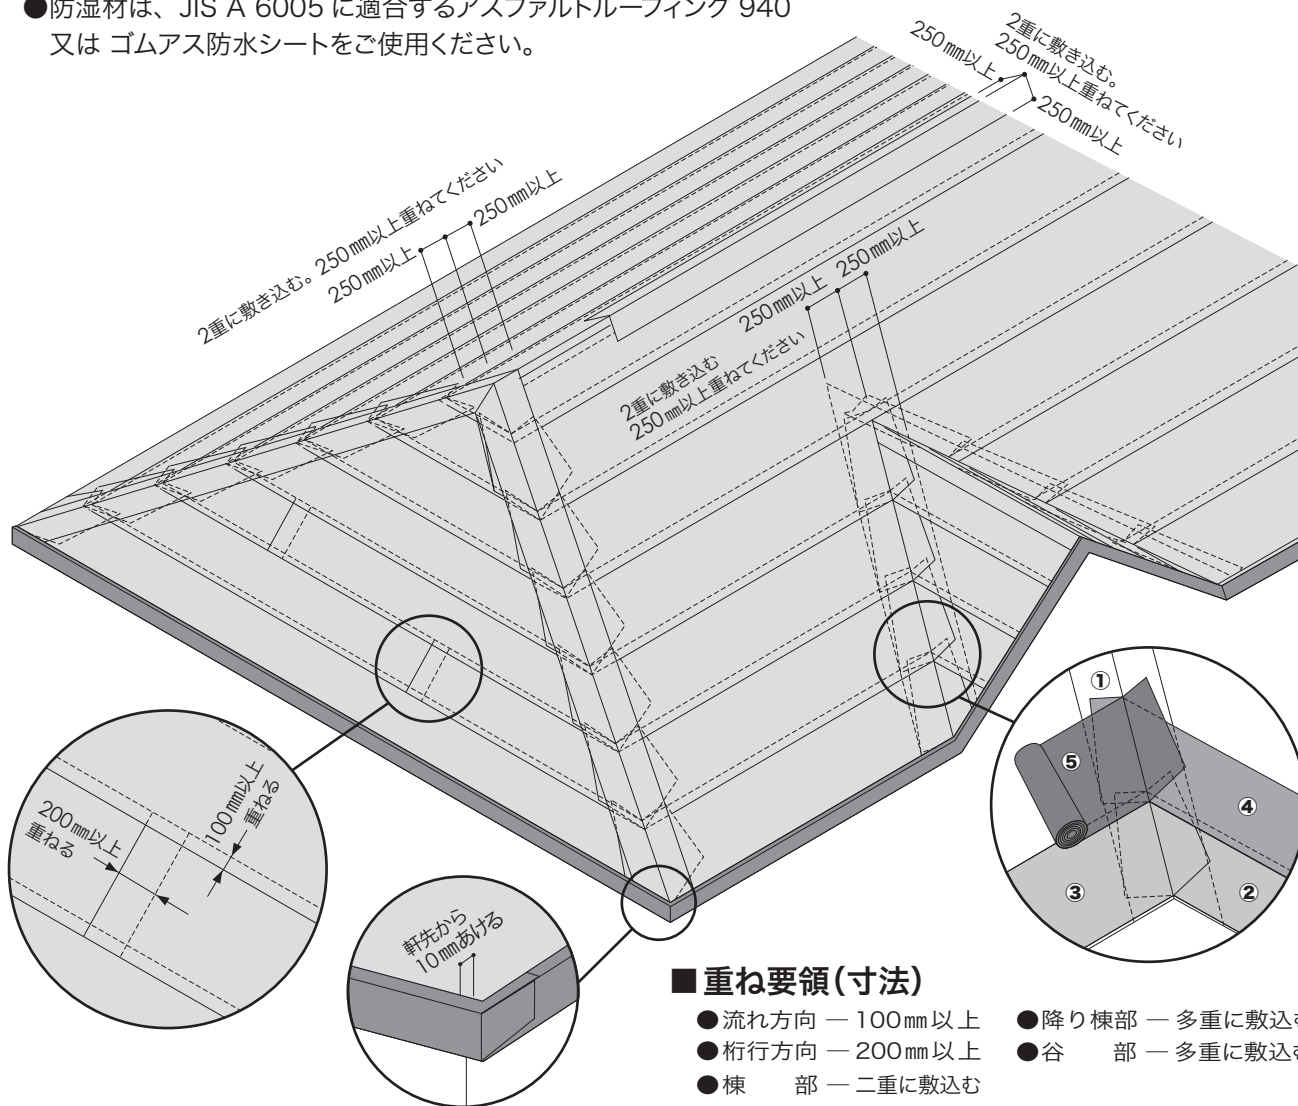 ●防湿材は、JIS A 6005 に適合するアスファルトルーフィング 940
又は ゴムアス防水シートをご使用ください。
250㎜以上
2重に敷き込む。
250㎜以上重ねてください
250㎜以上
2重に敷き込む。250㎜以上重ねてください
250㎜以上
250㎜以上
250㎜以上
250㎜以上
2重に敷き込む
250㎜以上重ねてください
200㎜以上
重ねる
100㎜以上
重ねる
軒先から
10㎜あける
①
⑤
④
③
②
■重ね要領(寸法)
●流れ方向 ― 100㎜以上
●桁行方向 ― 200㎜以上
●棟　部 ― 二重に敷込む
●降り棟部 ― 多重に敷込む
●谷　部 ― 多重に敷込む